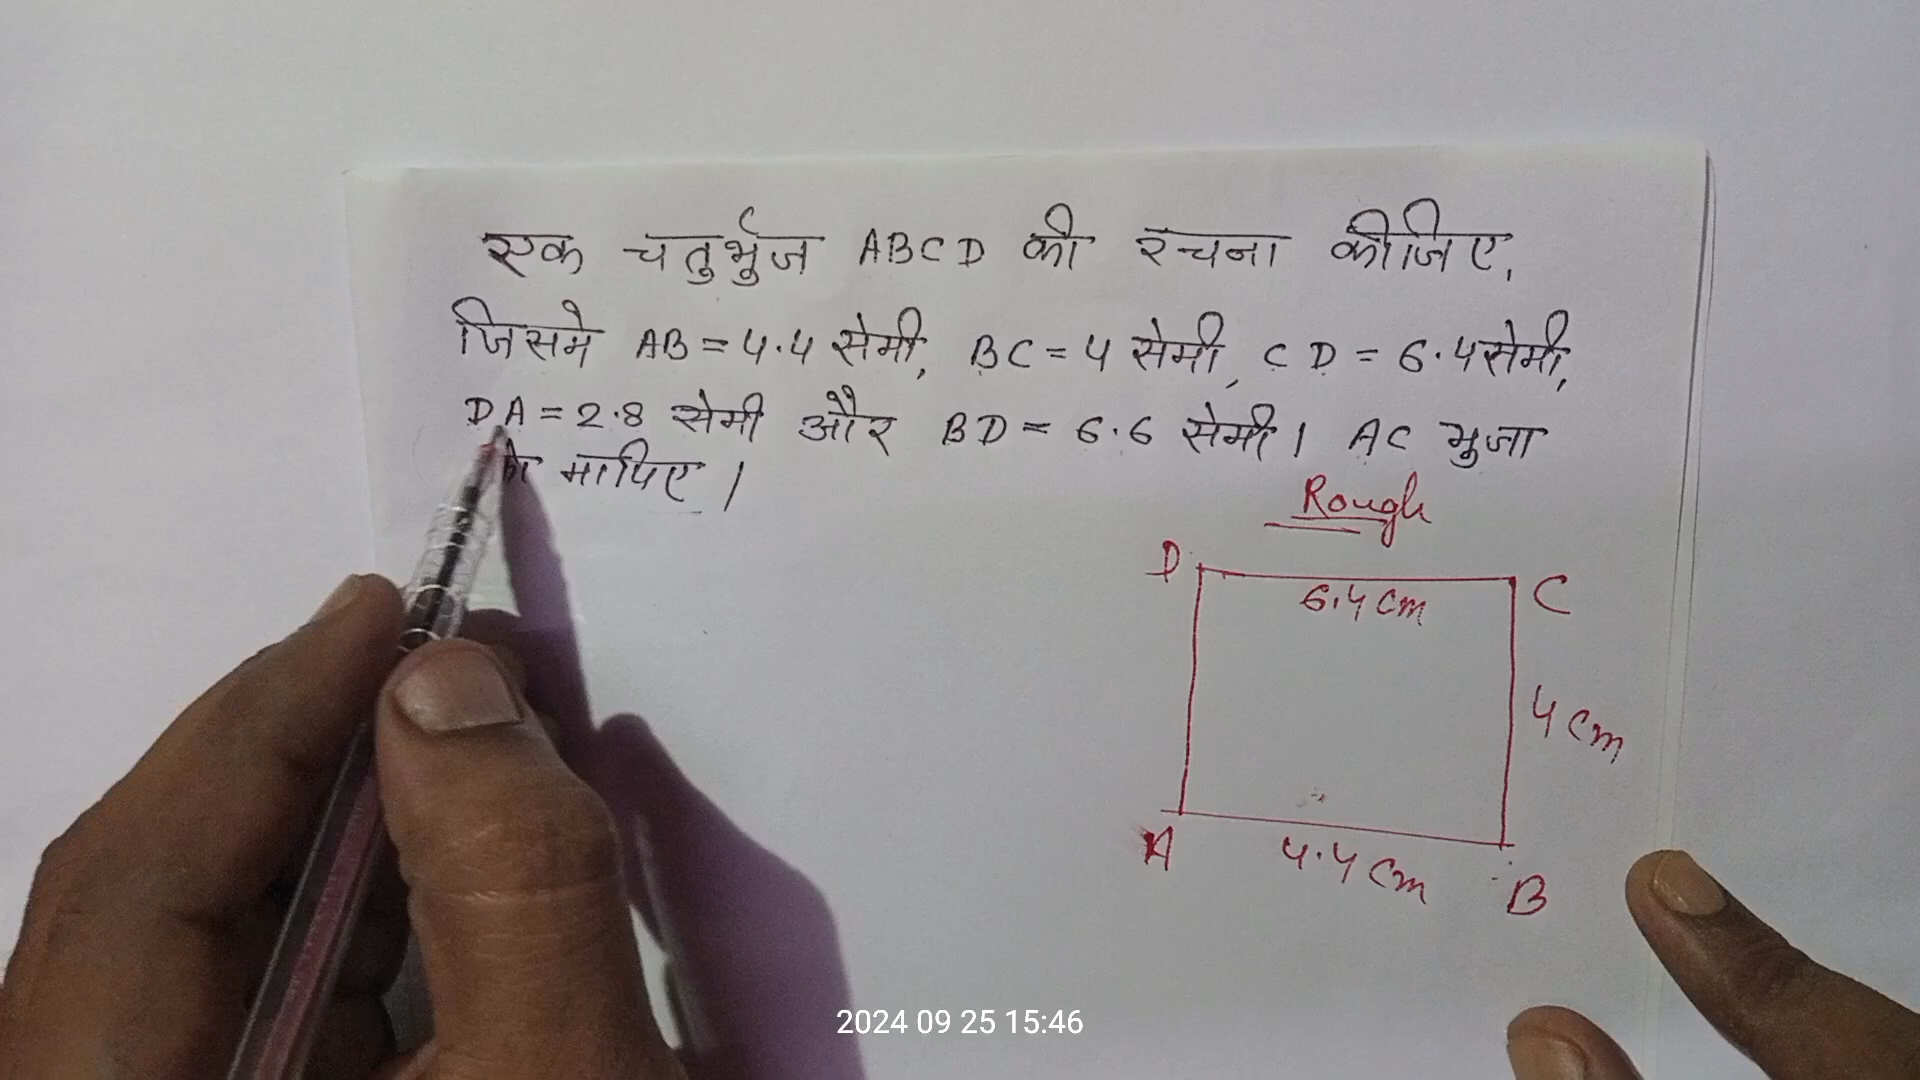 एक चतुर्भुज ABCD की रचना कीजिए,
जिसमे AB = 4.4 सेमी, BC = 4 सेमी, CD = 6.4 सेमी,
DA = 2.8 सेमी और BD = 6.6 सेमी। AC भुजा
को मापिए।
Rough
D
C
6.4 cm
4 cm
A
4.4 cm
B
2024 09 25 15:46